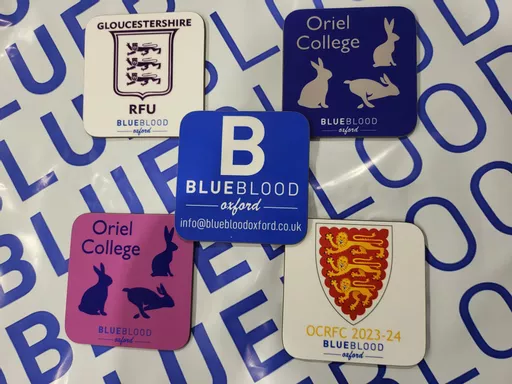 GLOUCESTERSHIRE
RFU
BLUEBLOOD
oxford
Oriel
College
BLUEBLOOD
oxford
B
BLUEBLOOD
oxford
info@bluebloodoxford.co.uk
Oriel
College
BLUEBLOOD
oxford
OCRFC 2023-24
BLUEBLOOD
oxford